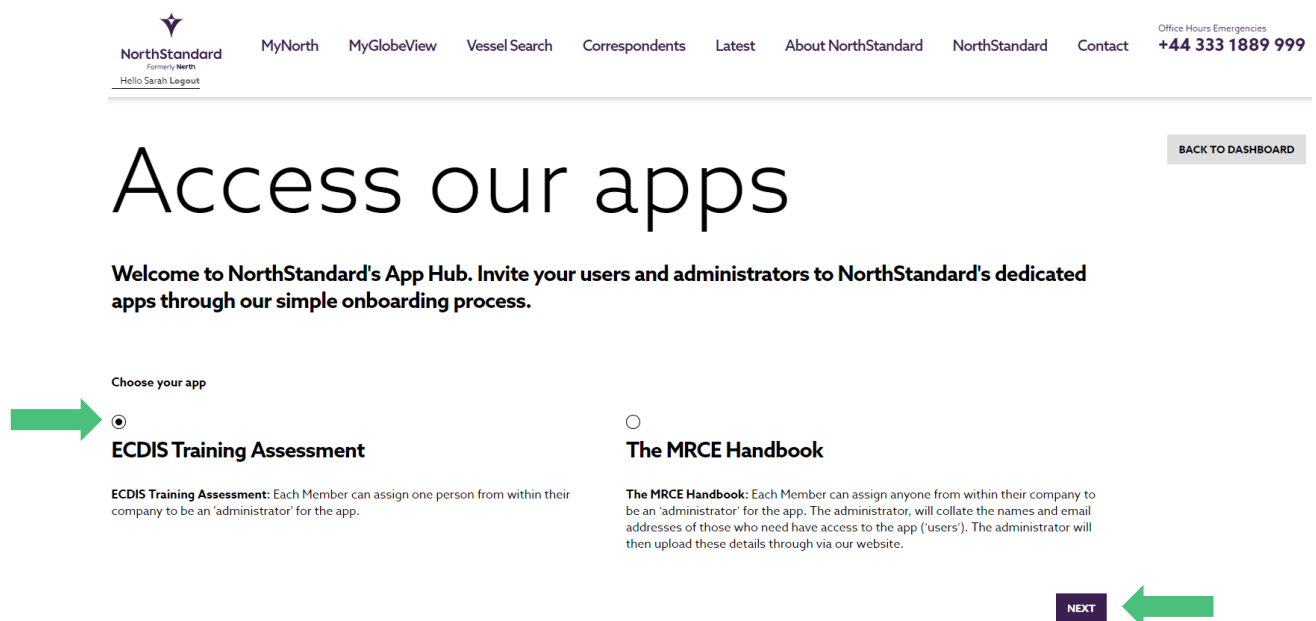 NorthStandard
Formerly North
Hello Sarah Logout
MyNorth MyGlobeView Vessel Search Correspondents Latest About NorthStandard NorthStandard Contact
Office Hours Emergencies
+44 333 1889 999
BACK TO DASHBOARD
Access our apps
Welcome to NorthStandard's App Hub. Invite your users and administrators to NorthStandard's dedicated
apps through our simple onboarding process.
Choose your app
ECDIS Training Assessment
ECDIS Training Assessment: Each Member can assign one person from within their
company to be an 'administrator' for the app.
The MRCE Handbook
The MRCE Handbook: Each Member can assign anyone from within their company to
be an ‘administrator’ for the app. The administrator, will collate the names and email
addresses of those who need have access to the app (‘users’). The administrator will
then upload these details through via our website.
NEXT